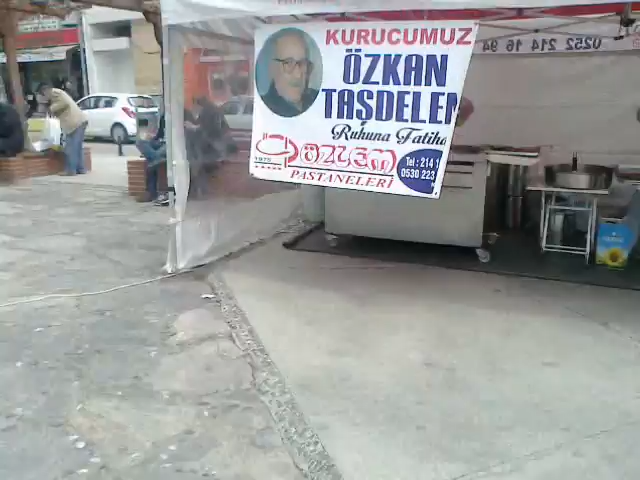 KURUCUMUZ
ÖZKAN
TAŞDELEN
Ruhuna Fatiha
1975 ÖZLEM
PASTANELERİ
Tel: 214 1
0530 223
0252 214 16 94